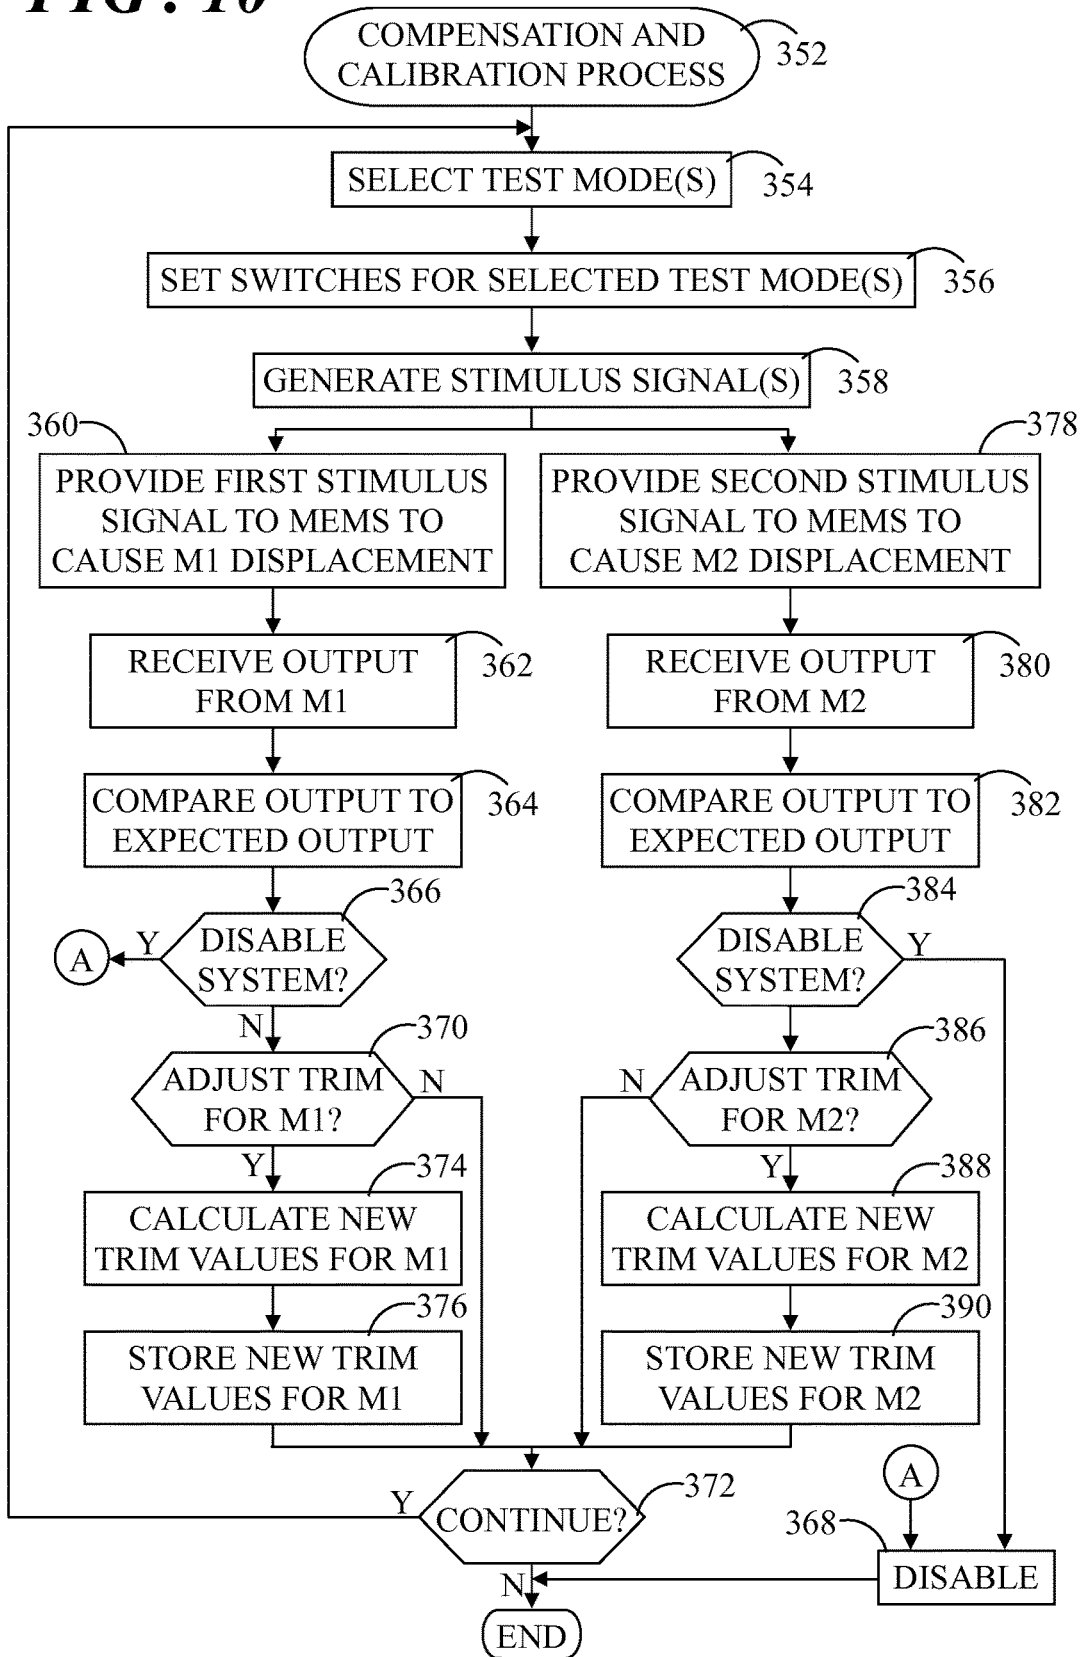 FIG. 10
COMPENSATION AND
CALIBRATION PROCESS
352
SELECT TEST MODE(S)
354
SET SWITCHES FOR SELECTED TEST MODE(S)
356
GENERATE STIMULUS SIGNAL(S)
358
360
PROVIDE FIRST STIMULUS
SIGNAL TO MEMS TO
CAUSE M1 DISPLACEMENT
378
PROVIDE SECOND STIMULUS
SIGNAL TO MEMS TO
CAUSE M2 DISPLACEMENT
RECEIVE OUTPUT
FROM M1
362
RECEIVE OUTPUT
FROM M2
380
COMPARE OUTPUT TO
EXPECTED OUTPUT
364
COMPARE OUTPUT TO
EXPECTED OUTPUT
382
366
A
Y
DISABLE
SYSTEM?
N
384
DISABLE
SYSTEM?
Y
370
ADJUST TRIM
FOR M1?
N
Y
386
N
ADJUST TRIM
FOR M2?
Y
374
CALCULATE NEW
TRIM VALUES FOR M1
388
CALCULATE NEW
TRIM VALUES FOR M2
376
STORE NEW TRIM
VALUES FOR M1
390
STORE NEW TRIM
VALUES FOR M2
Y
CONTINUE?
372
N
A
368
DISABLE
END